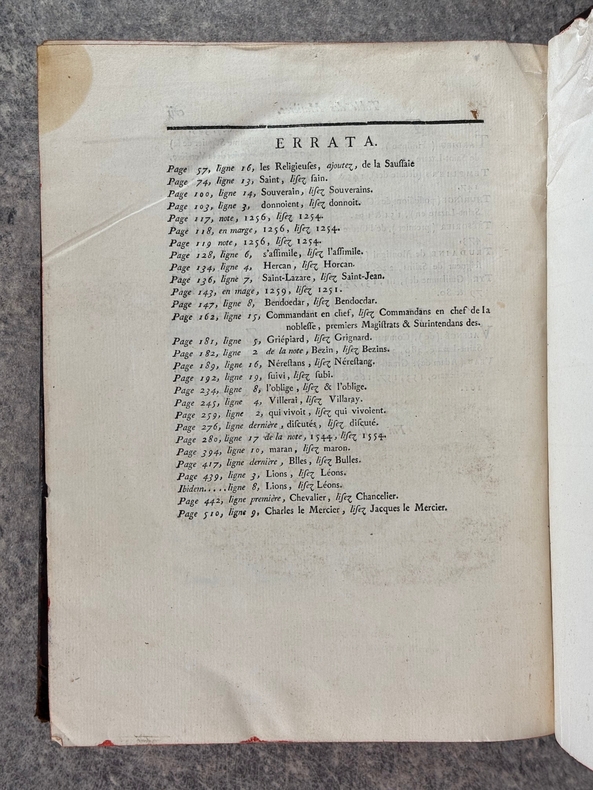 ERRATA.
Page 57, ligne 16, les Religieuſes, ajoutez, de la Sauſſaie
Page 74, ligne 13, Saint, liſez ſain.
Page 100, ligne 14, Souverain, liſez Souverains.
Page 103, ligne 3, donnoient, liſez donnoit.
Page 117, note, 1256, liſez 1254.
Page 118, en marge, 1256, liſez 1254.
Page 119 note, 1256, liſez 1254.
Page 128, ligne 6, s'aſſimile, liſez l'aſſimile.
Page 134, ligne 4, Hercan, liſez Horcan.
Page 136, ligne 7, Saint-Lazare, liſez Saint-Jean.
Page 143, en mage, 1259, liſez 1251.
Page 147, ligne 8, Bendoedar, liſez Bendocdar.
Page 162, ligne 15, Commandant en chef, liſez Commandans en chef de la
nobleſſe, premiers Magiſtrats & Surintendans des.
Page 181, ligne 5, Griépiard, liſez Grignard.
Page 182, ligne 2 de la note, Bezin, liſez Bezins.
Page 189, ligne 16, Néreſtans, liſez Néreſtang.
Page 192, ligne 19, ſuivi, liſez ſubi.
Page 234, ligne 8, l'oblige, liſez & l'oblige.
Page 245, ligne 4, Villerai, liſez Villaray.
Page 259, ligne 2, qui vivoit, liſez qui vivoient.
Page 276, ligne dernière, diſcutés, liſez diſcuté.
Page 280, ligne 17 de la note, 1544, liſez 1554.
Page 394, ligne 10, maran, liſez maron.
Page 417, ligne dernière, Blles, liſez Bulles.
Page 439, ligne 3, Lions, liſez Léons.
Ibidem.....ligne 8, Lions, liſez Léons.
Page 442, ligne première, Chevalier, liſez Chancelier.
Page 510, ligne 9, Charles le Mercier, liſez Jacques le Mercier.